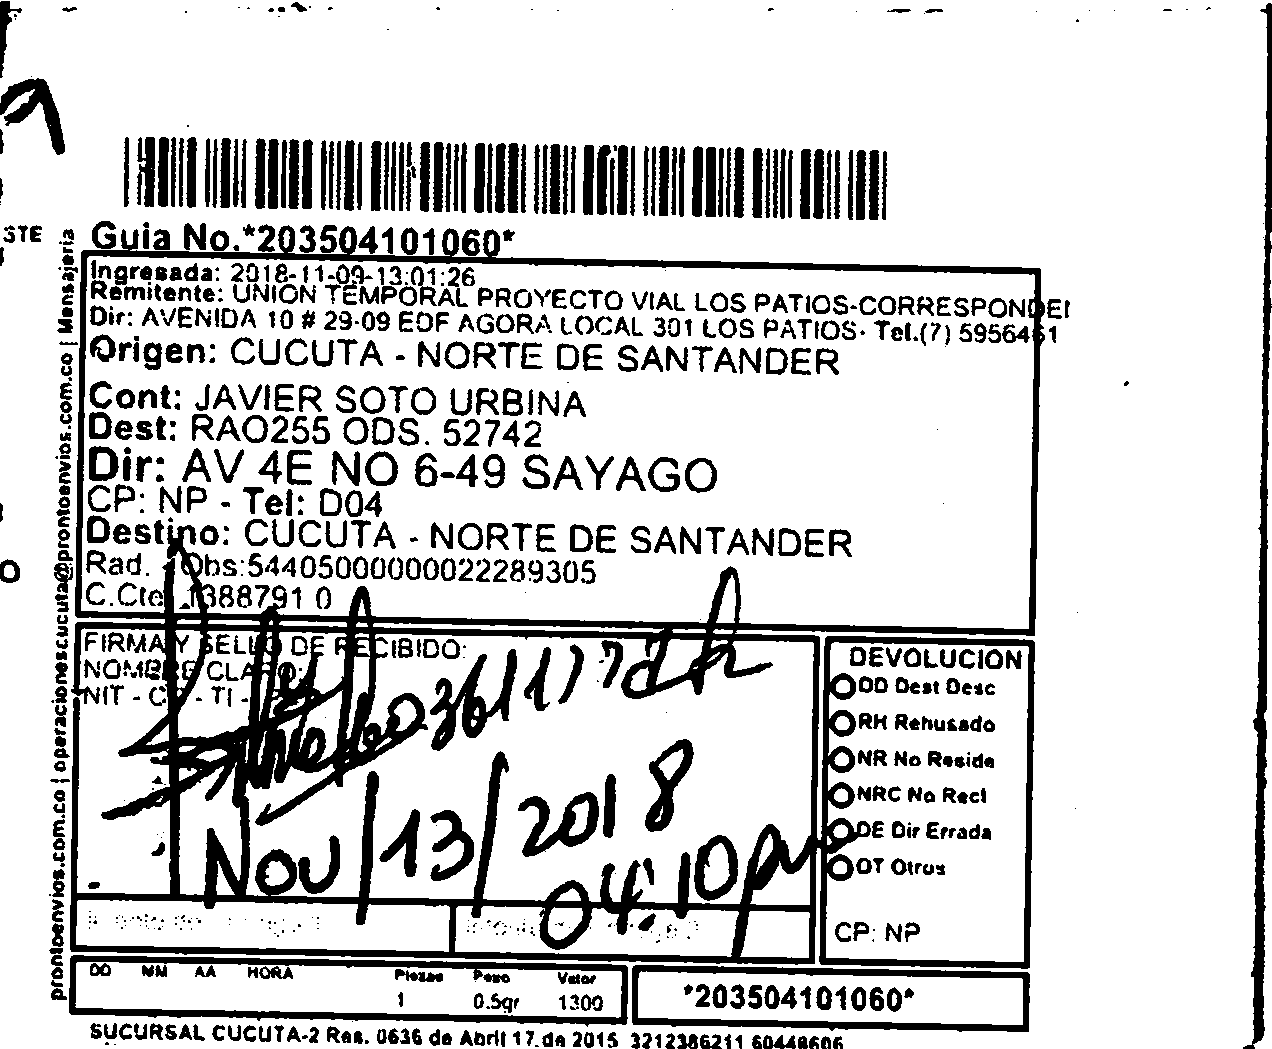 STE
Guia No.*203504101060*
Ingresada: 2018-11-09-13:01:26
Remitente: UNION TEMPORAL PROYECTO VIAL LOS PATIOS-CORRESPONDEI
Dir: AVENIDA 10 # 29-09 EDF AGORA LOCAL 301 LOS PATIOS- Tel.(7) 5956461
Origen: CUCUTA - NORTE DE SANTANDER
Cont: JAVIER SOTO URBINA
Dest: RAO255 ODS. 52742
Dir: AV 4E NO 6-49 SAYAGO
CP: NP - Tel: D04
Destino: CUCUTA - NORTE DE SANTANDER
Rad. Obs:54405000000022289305
C.Cte. 1388791 0
prontoenvios.com.co | operacionescucuta@prontoenvios.com.co | Mensajeria
FIRMA Y SELLO DE RECIBIDO:
NOMBRE CLARO:
NIT - CC - TI -
Nov/13/2018
04:10pm
DEVOLUCION
DD Dest Desc
RH Rehusado
NR No Reside
NRC No Recl
DE Dir Errada
OT Otros
CP: NP
DD MM AA HORA
Piezas Peso Valor
1 0.5gr 1300
*203504101060*
SUCURSAL CUCUTA-2 Res. 0636 de Abril 17 de 2015 3212386211 60448606